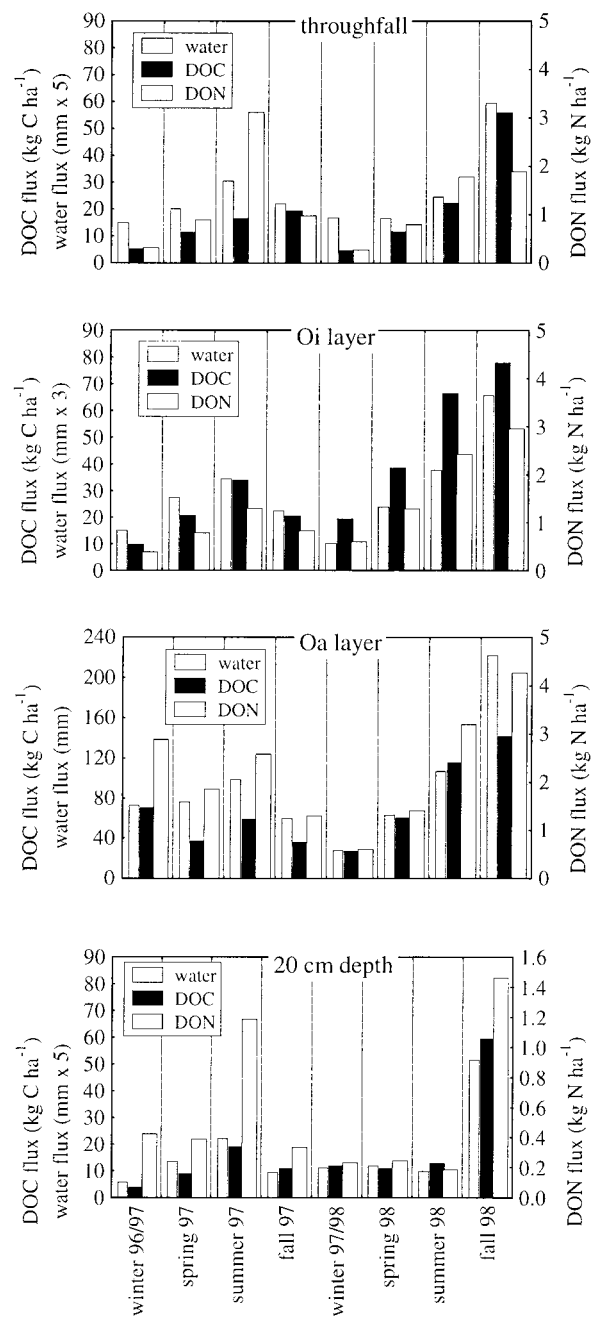 throughfall
water
DOC
DON
90
80
70
60
50
40
30
20
10
0
5
4
3
2
1
0
DOC flux (kg C ha⁻¹)
water flux (mm x 5)
DON flux (kg N ha⁻¹)
Oi layer
water
DOC
DON
90
80
70
60
50
40
30
20
10
0
5
4
3
2
1
0
DOC flux (kg C ha⁻¹)
water flux (mm x 3)
DON flux (kg N ha⁻¹)
Oa layer
water
DOC
DON
240
200
160
120
80
40
0
5
4
3
2
1
0
DOC flux (kg C ha⁻¹)
water flux (mm)
DON flux (kg N ha⁻¹)
20 cm depth
water
DOC
DON
90
80
70
60
50
40
30
20
10
0
1.6
1.4
1.2
1.0
0.8
0.6
0.4
0.2
0.0
DOC flux (kg C ha⁻¹)
water flux (mm x 5)
DON flux (kg N ha⁻¹)
winter 96/97
spring 97
summer 97
fall 97
winter 97/98
spring 98
summer 98
fall 98